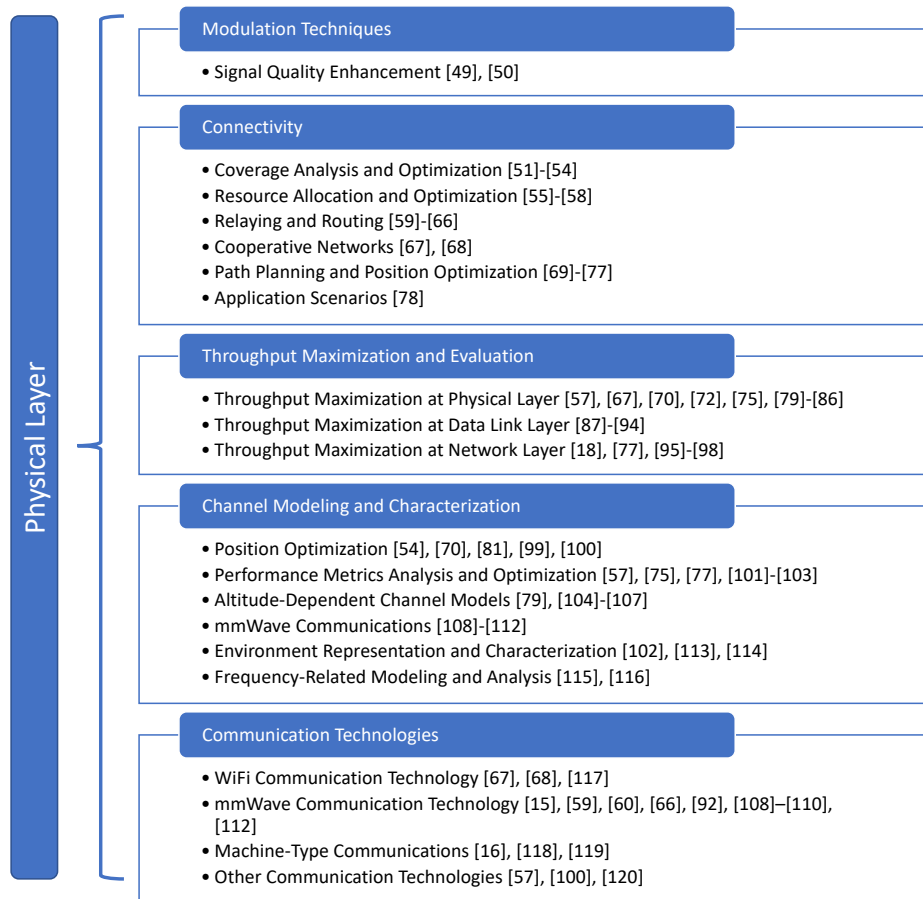 Physical Layer
Modulation Techniques
• Signal Quality Enhancement [49], [50]
Connectivity
• Coverage Analysis and Optimization [51]-[54]
• Resource Allocation and Optimization [55]-[58]
• Relaying and Routing [59]-[66]
• Cooperative Networks [67], [68]
• Path Planning and Position Optimization [69]-[77]
• Application Scenarios [78]
Throughput Maximization and Evaluation
• Throughput Maximization at Physical Layer [57], [67], [70], [72], [75], [79]-[86]
• Throughput Maximization at Data Link Layer [87]-[94]
• Throughput Maximization at Network Layer [18], [77], [95]-[98]
Channel Modeling and Characterization
• Position Optimization [54], [70], [81], [99], [100]
• Performance Metrics Analysis and Optimization [57], [75], [77], [101]-[103]
• Altitude-Dependent Channel Models [79], [104]-[107]
• mmWave Communications [108]-[112]
• Environment Representation and Characterization [102], [113], [114]
• Frequency-Related Modeling and Analysis [115], [116]
Communication Technologies
• WiFi Communication Technology [67], [68], [117]
• mmWave Communication Technology [15], [59], [60], [66], [92], [108]–[110],
[112]
• Machine-Type Communications [16], [118], [119]
• Other Communication Technologies [57], [100], [120]